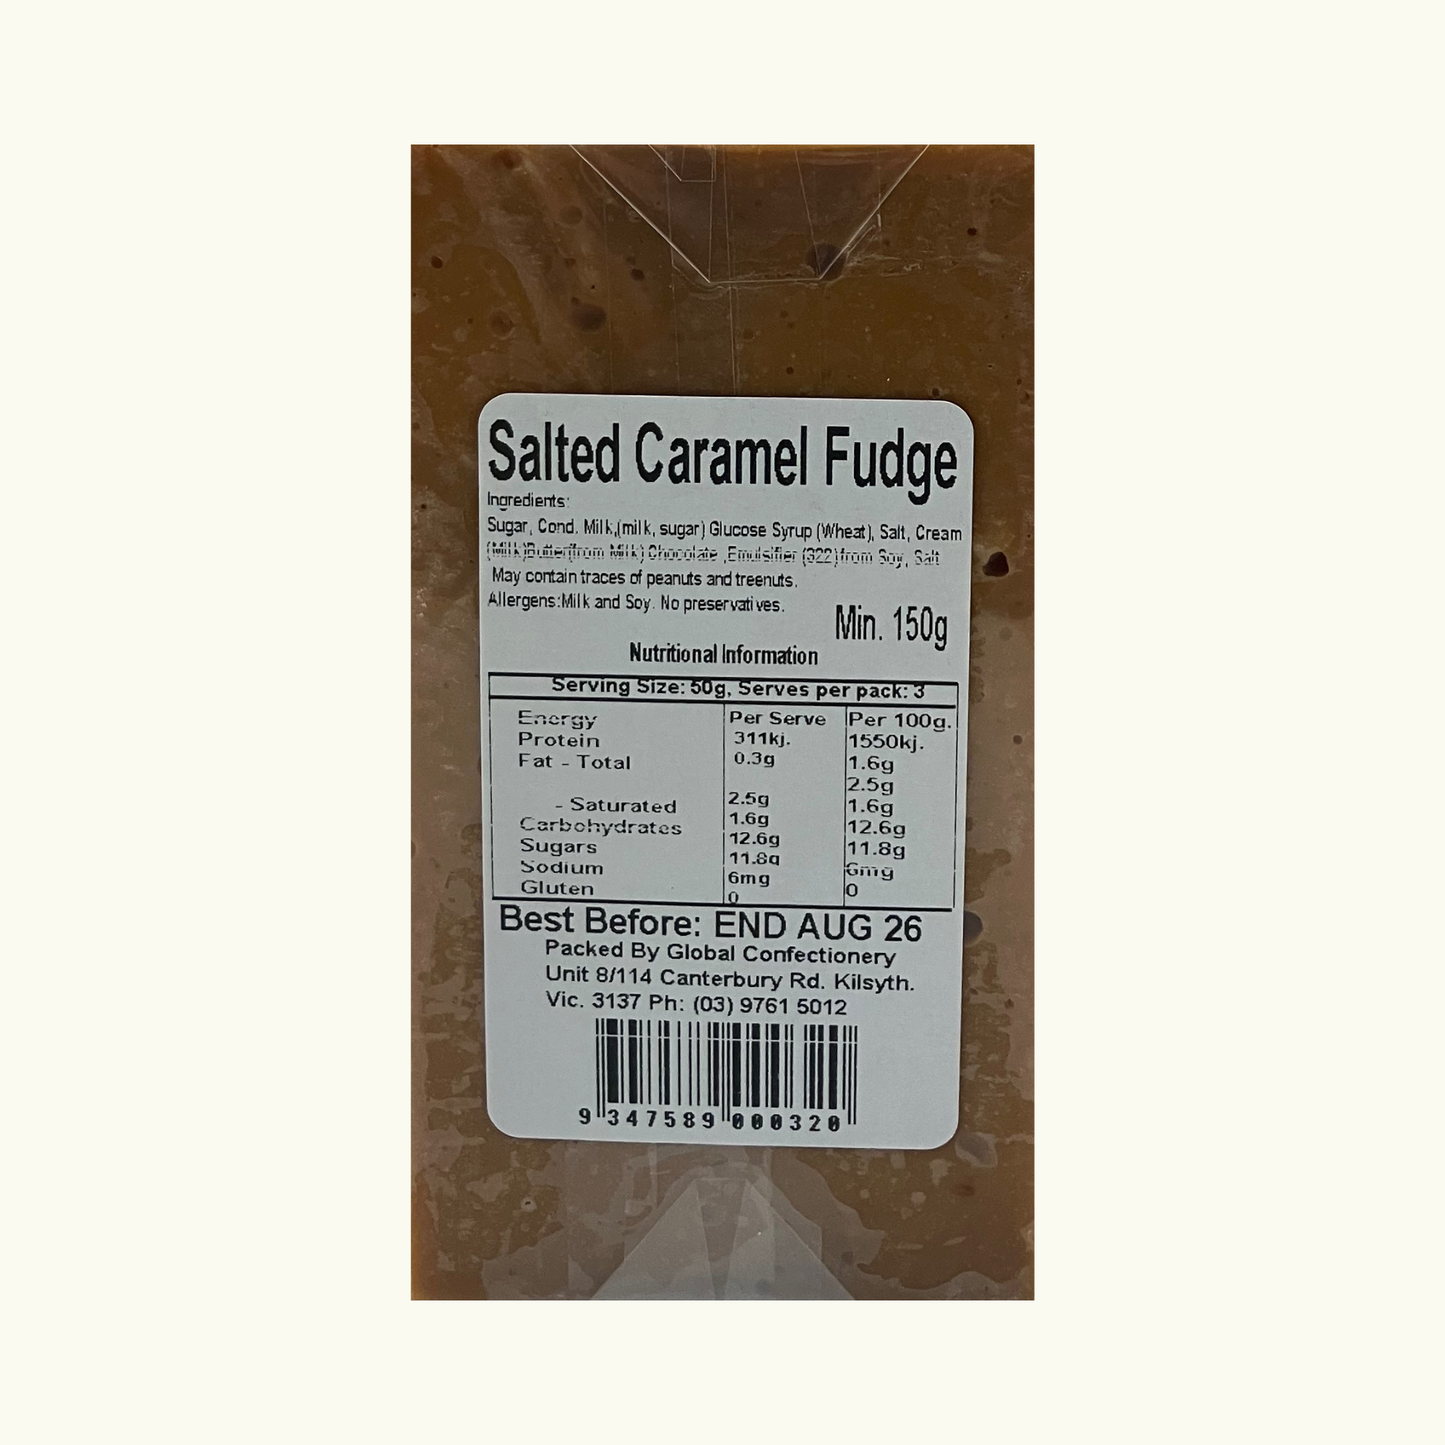 Salted Caramel Fudge
Ingredients:
Sugar, Cond. Milk,(milk, sugar) Glucose Syrup (Wheat), Salt, Cream
(Milk)Butter(from Milk) Chocolate ,Emulsifier (322)from Soy, Salt
May contain traces of peanuts and treenuts.
Allergens:Milk and Soy. No preservatives.
Min. 150g
Nutritional Information
Serving Size: 50g, Serves per pack: 3
Energy
Protein
Fat - Total
- Saturated
Carbohydrates
Sugars
Sodium
Gluten
Per Serve
311kj.
0.3g
2.5g
1.6g
12.6g
11.8g
6mg
0
Per 100g.
1550kj.
1.6g
2.5g
1.6g
12.6g
11.8g
6mg
0
Best Before: END AUG 26
Packed By Global Confectionery
Unit 8/114 Canterbury Rd. Kilsyth.
Vic. 3137 Ph: (03) 9761 5012
9 347589 000320